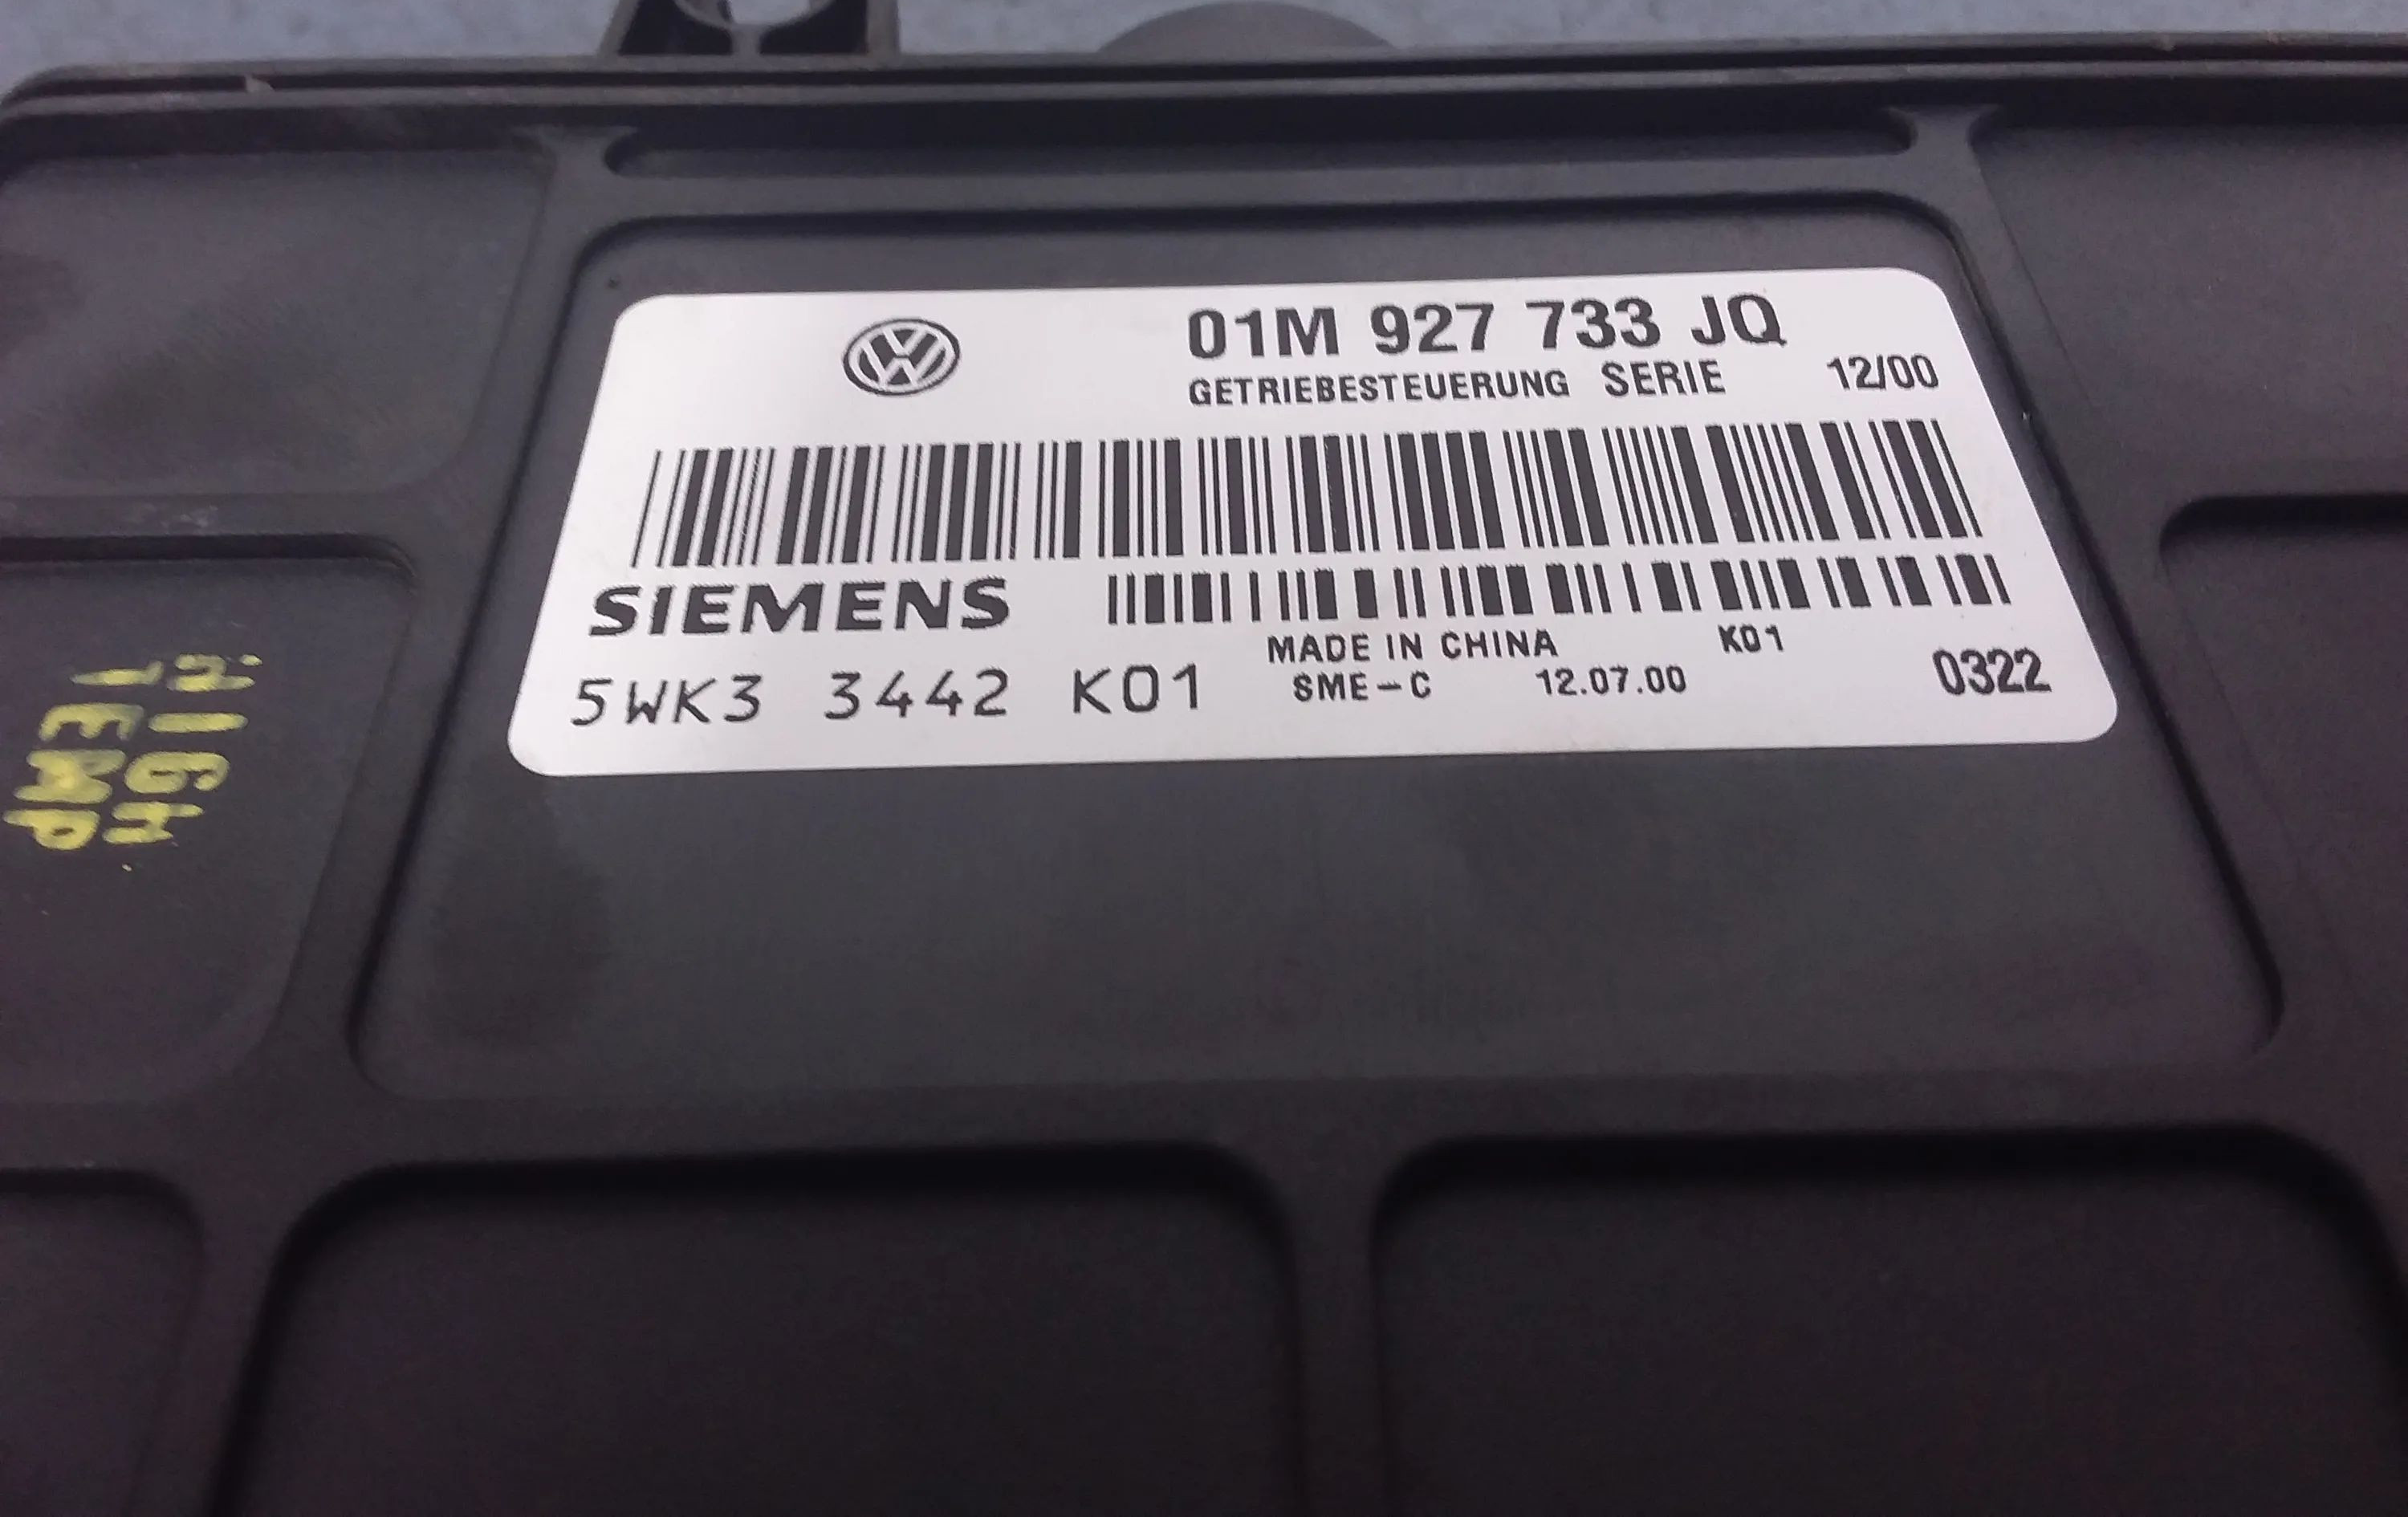 01M 927 733 JQ
GETRIEBESTEUERUNG SERIE 12/00
SIEMENS
MADE IN CHINA K01
5WK3 3442 K01 SME-C 12.07.00 0322
HIGH
TEMP